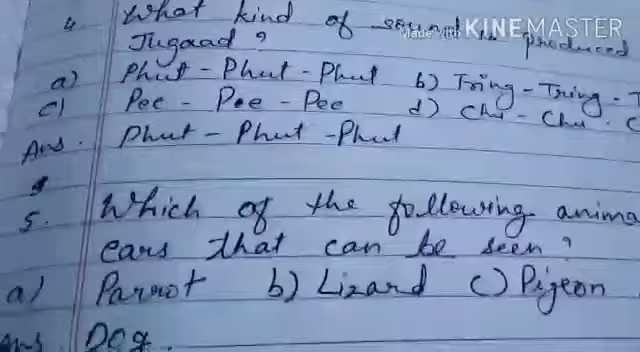 4. What kind of sound is produced
Jugaad?
a) Phut - Phut - Phut b) Tring - Tring - T
c) Pee - Pee - Pee d) Chu - Chu - C
Ans. Phut - Phut - Phut
5. Which of the following anima
ears that can be seen?
a) Parrot b) Lizard c) Pigeon
Ans Dog.
Made with KINEMASTER